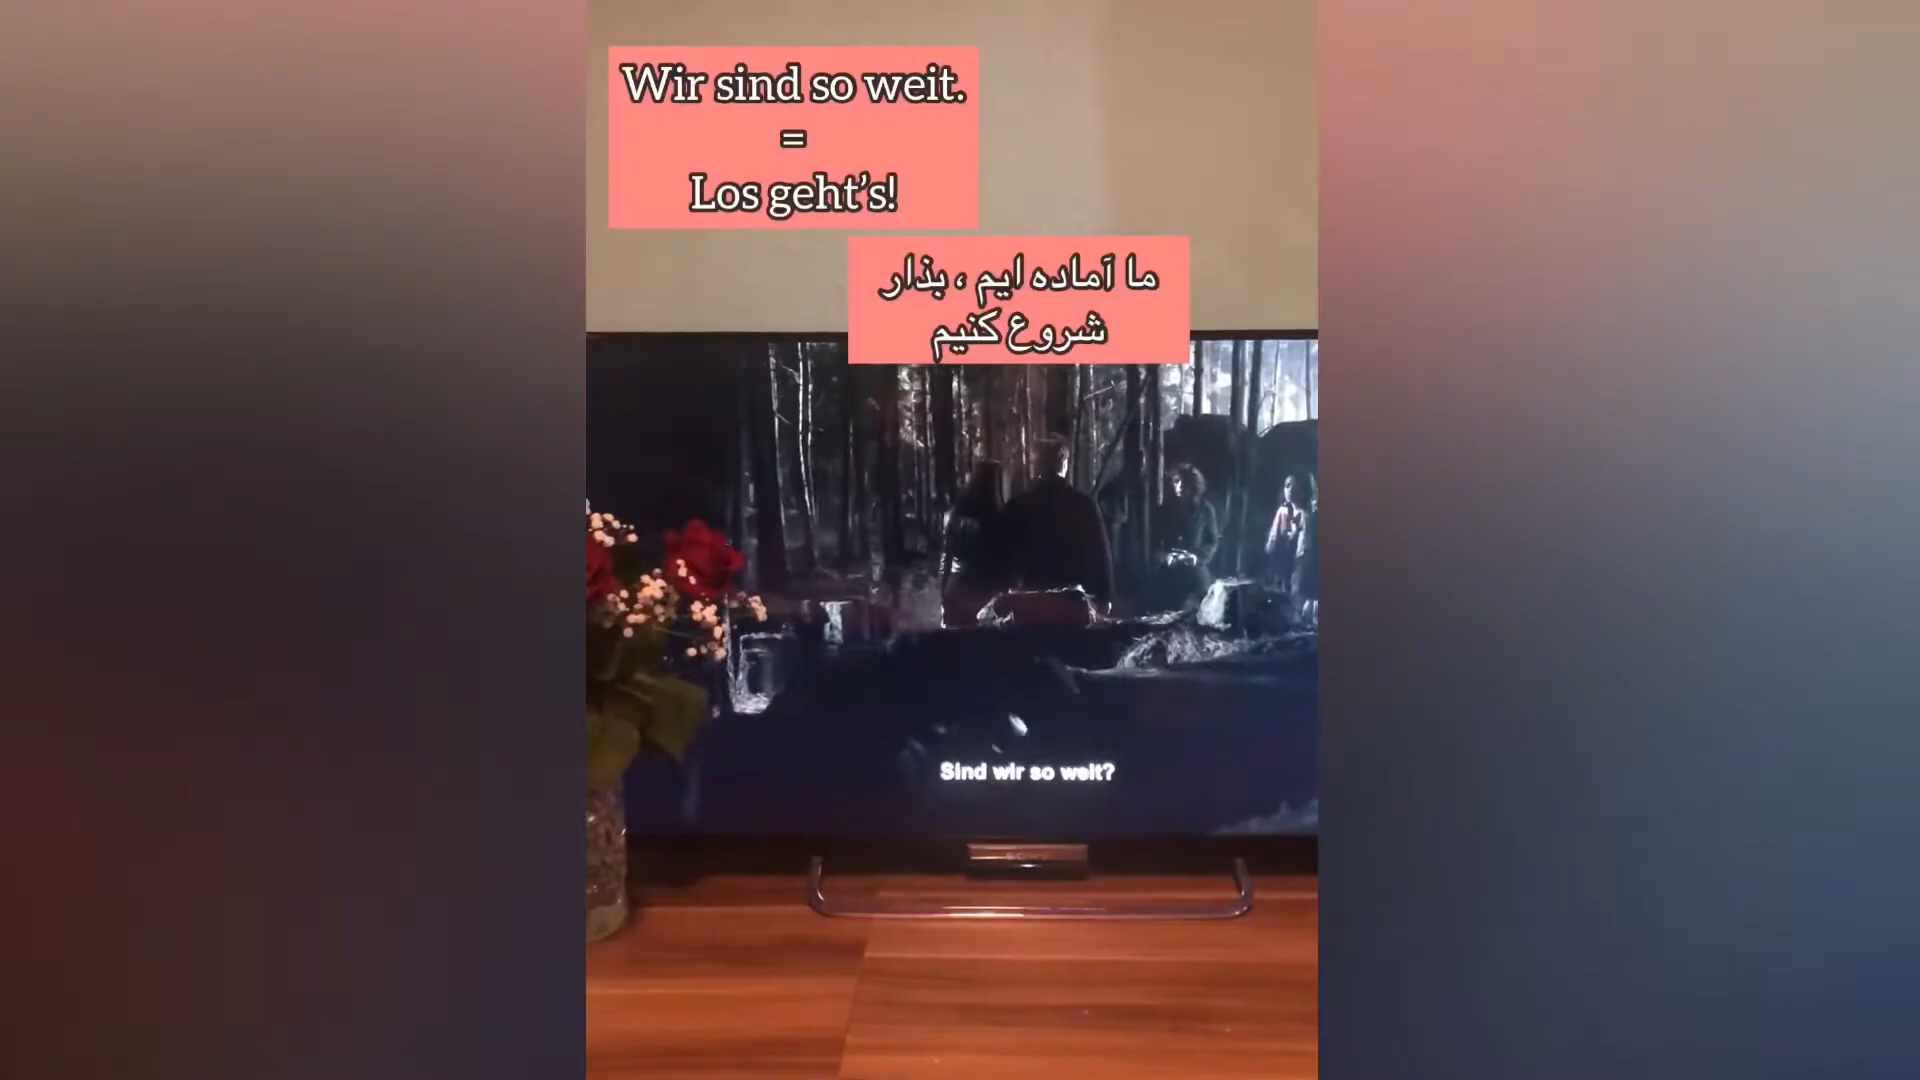 Wir sind so weit.
=
Los geht's!
ما آماده ایم ، بذار
شروع کنیم
Sind wir so weit?